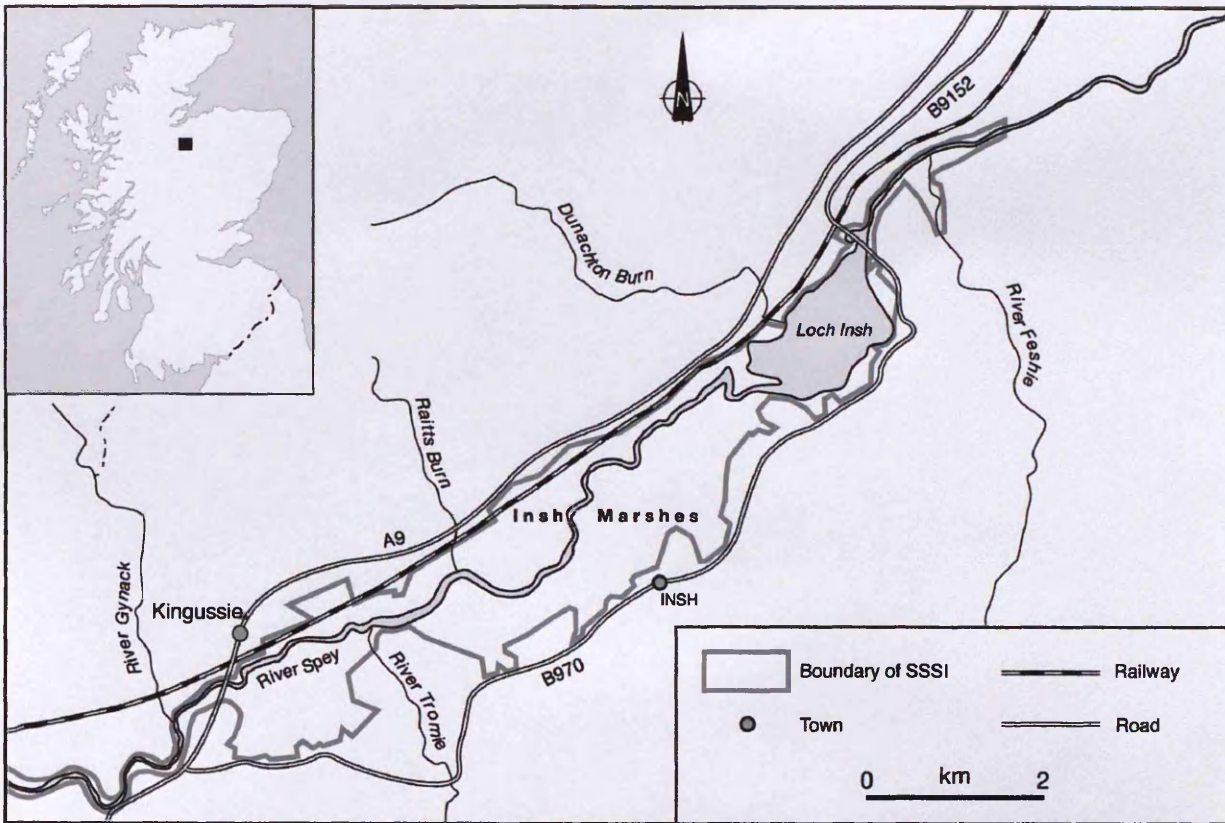 N
B9152
Dunachton Burn
River Feshie
Loch Insh
Raitts Burn
Insh Marshes
A9
River Gynack
Kingussie
INSH
River Spey
River Tromie
B970
Boundary of SSSI
Railway
Town
Road
0 km 2